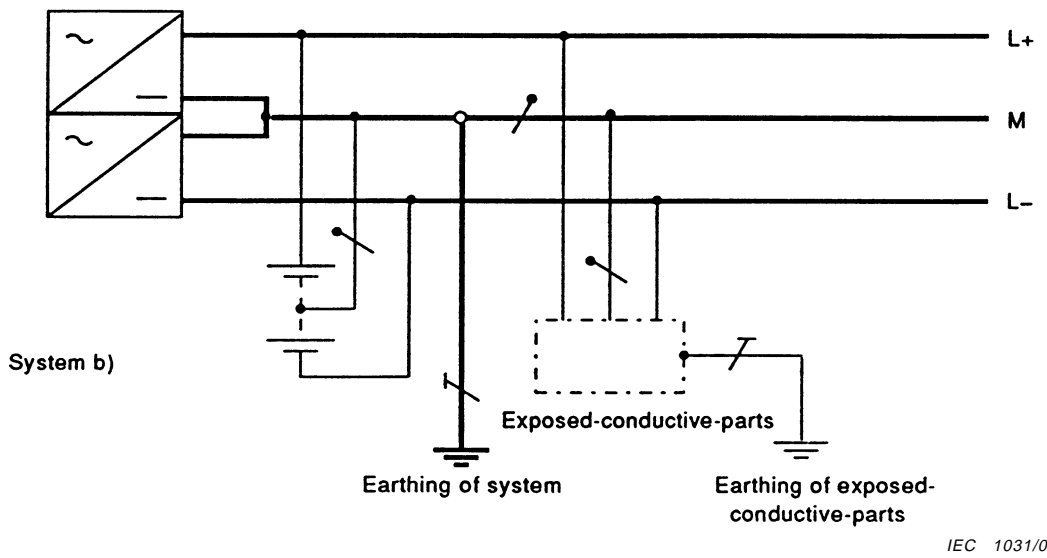 L+
M
L–
System b)
Exposed-conductive-parts
Earthing of system
Earthing of exposed-
conductive-parts
IEC 1031/0